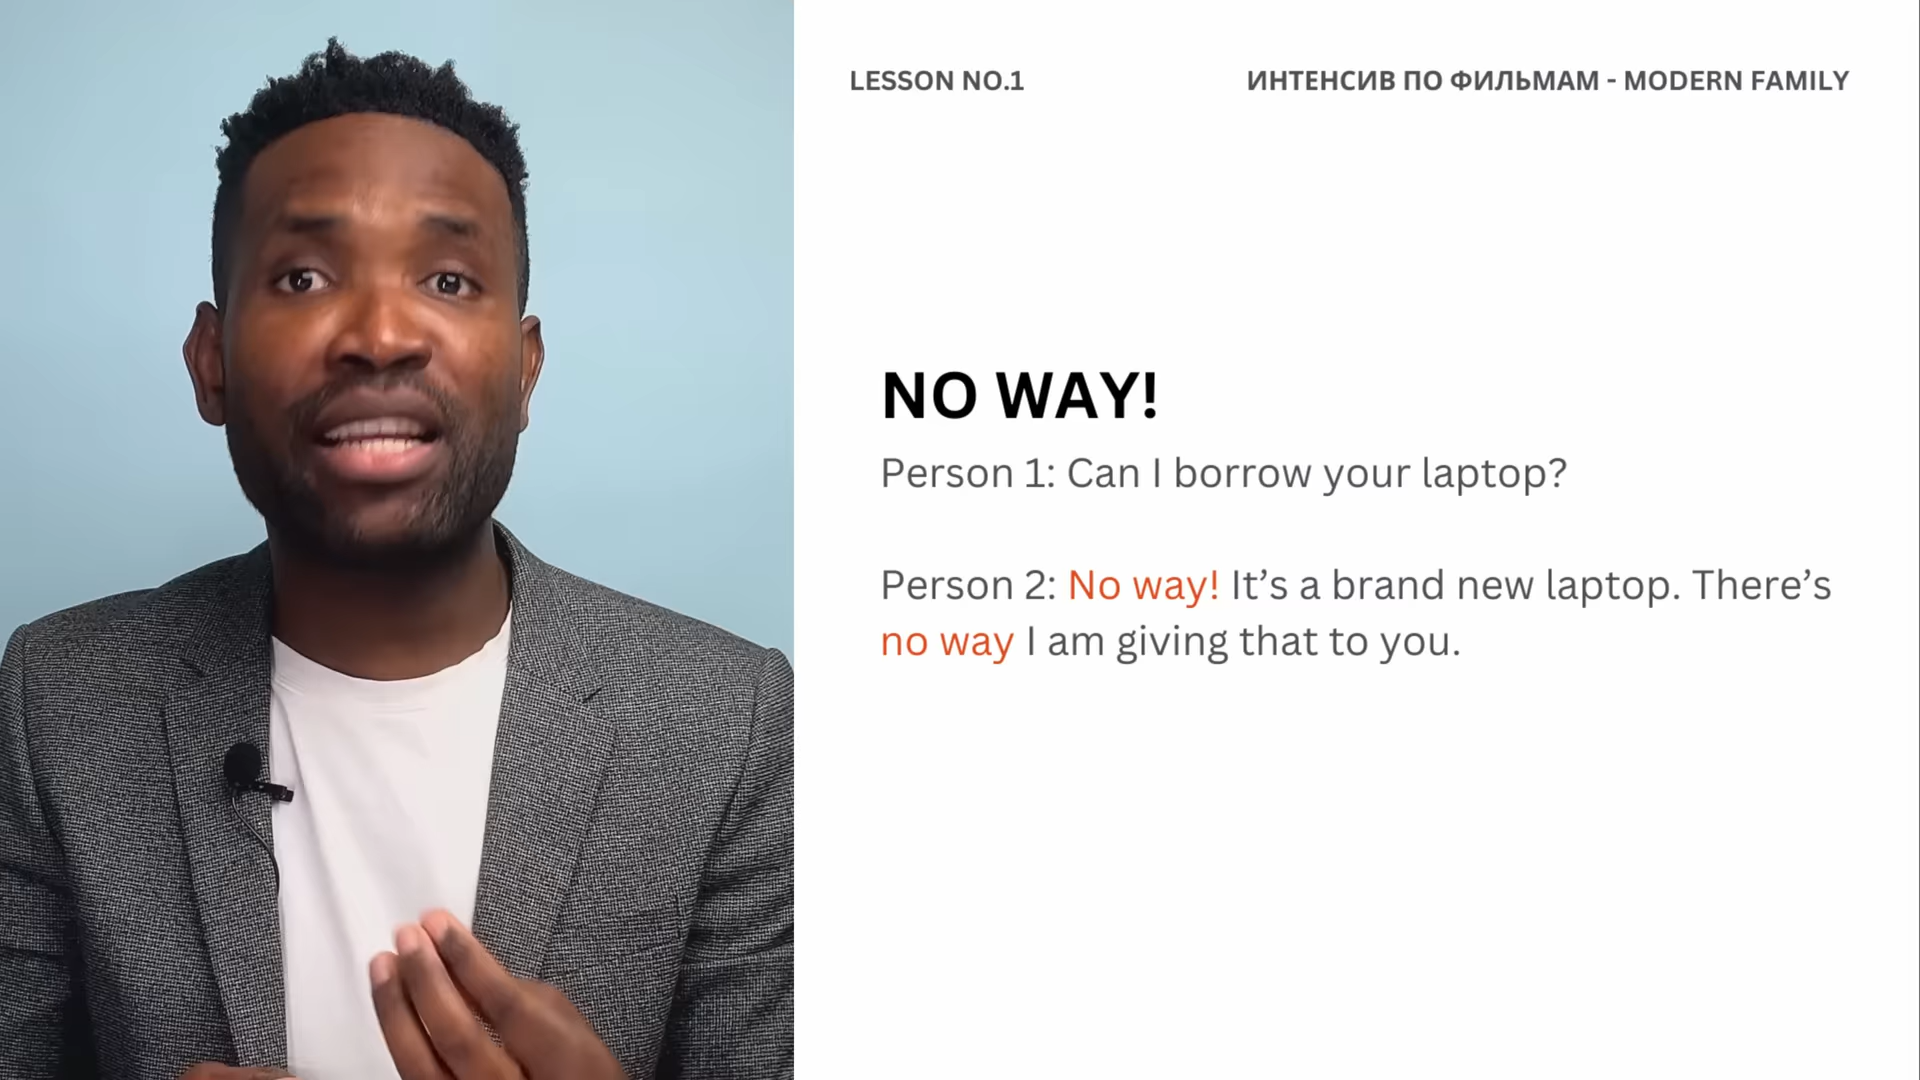 LESSON NO.1
ИНТЕНСИВ ПО ФИЛЬМАМ - MODERN FAMILY
NO WAY!
Person 1: Can I borrow your laptop?
Person 2: No way! It’s a brand new laptop. There’s
no way I am giving that to you.